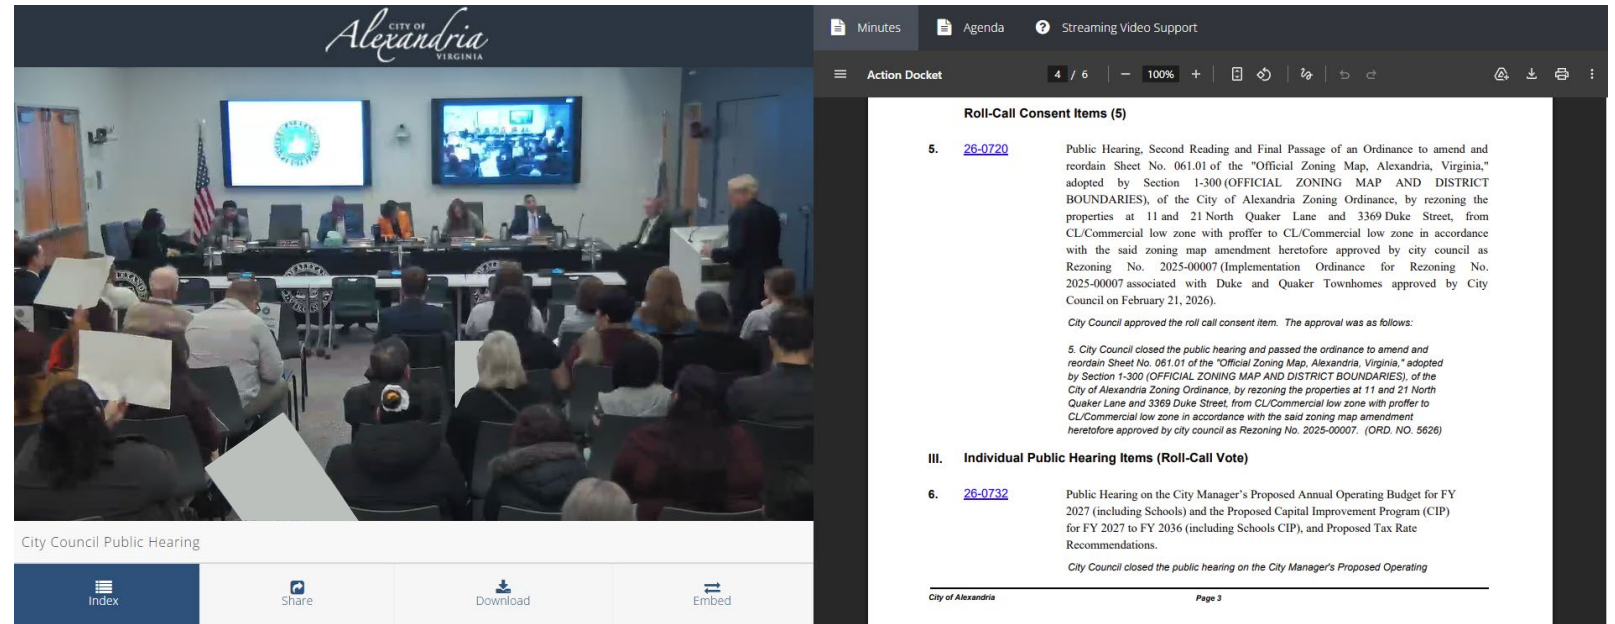 CITY OF
Alexandria
VIRGINIA
City Council Public Hearing
Index
Share
Download
Embed
Minutes
Agenda
Streaming Video Support
Action Docket
4 / 6
100%
Roll-Call Consent Items (5)
5. 26-0720 Public Hearing, Second Reading and Final Passage of an Ordinance to amend and
reordain Sheet No. 061.01 of the "Official Zoning Map, Alexandria, Virginia,"
adopted by Section 1-300 (OFFICIAL ZONING MAP AND DISTRICT
BOUNDARIES), of the City of Alexandria Zoning Ordinance, by rezoning the
properties at 11 and 21 North Quaker Lane and 3369 Duke Street, from
CL/Commercial low zone with proffer to CL/Commercial low zone in accordance
with the said zoning map amendment heretofore approved by city council as
Rezoning No. 2025-00007 (Implementation Ordinance for Rezoning No.
2025-00007 associated with Duke and Quaker Townhomes approved by City
Council on February 21, 2026).
City Council approved the roll call consent item. The approval was as follows:
5. City Council closed the public hearing and passed the ordinance to amend and
reordain Sheet No. 061.01 of the "Official Zoning Map, Alexandria, Virginia," adopted
by Section 1-300 (OFFICIAL ZONING MAP AND DISTRICT BOUNDARIES), of the
City of Alexandria Zoning Ordinance, by rezoning the properties at 11 and 21 North
Quaker Lane and 3369 Duke Street, from CL/Commercial low zone with proffer to
CL/Commercial low zone in accordance with the said zoning map amendment
heretofore approved by city council as Rezoning No. 2025-00007. (ORD. NO. 5626)
III. Individual Public Hearing Items (Roll-Call Vote)
6. 26-0732 Public Hearing on the City Manager's Proposed Annual Operating Budget for FY
2027 (including Schools) and the Proposed Capital Improvement Program (CIP)
for FY 2027 to FY 2036 (including Schools CIP), and Proposed Tax Rate
Recommendations.
City Council closed the public hearing on the City Manager's Proposed Operating
City of Alexandria Page 3